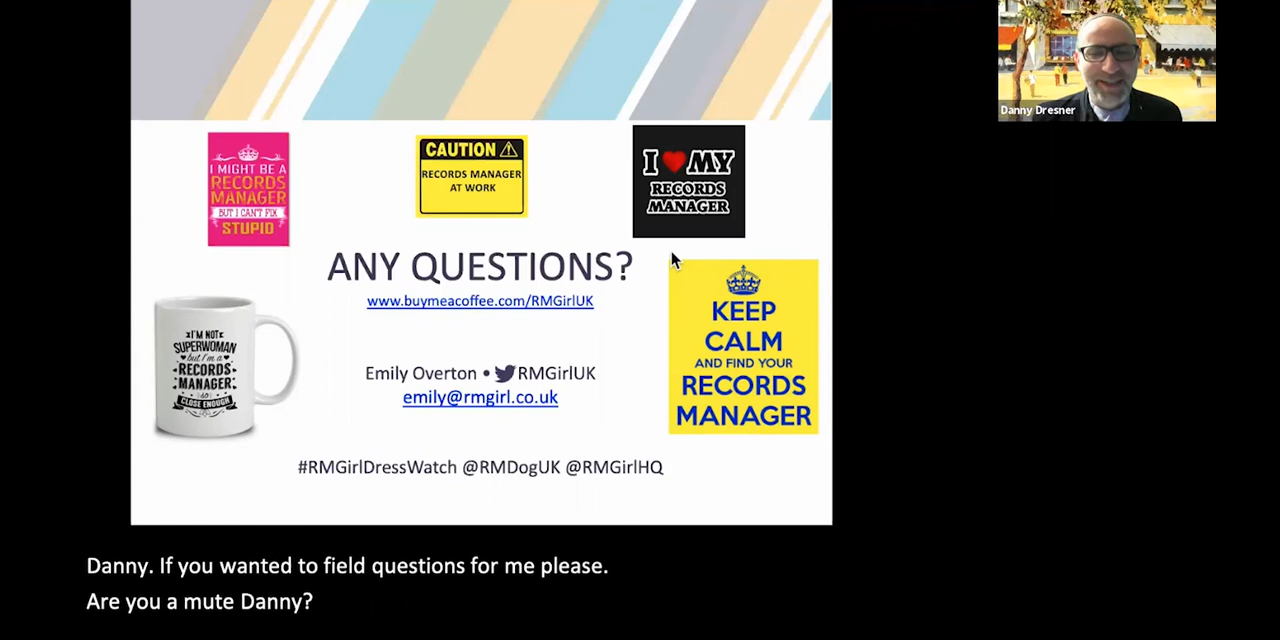 Danny Dresner
I MIGHT BE A
RECORDS
MANAGER
BUT I CAN'T FIX
STUPID
CAUTION
RECORDS MANAGER
AT WORK
I MY
RECORDS
MANAGER
ANY QUESTIONS?
www.buymeacoffee.com/RMGirlUK
I'M NOT
SUPERWOMAN
but I'm a
RECORDS
MANAGER
SO
CLOSE ENOUGH
KEEP
CALM
AND FIND YOUR
RECORDS
MANAGER
Emily Overton • RMGirlUK
emily@rmgirl.co.uk
#RMGirlDressWatch @RMDogUK @RMGirlHQ
Danny. If you wanted to field questions for me please.
Are you a mute Danny?